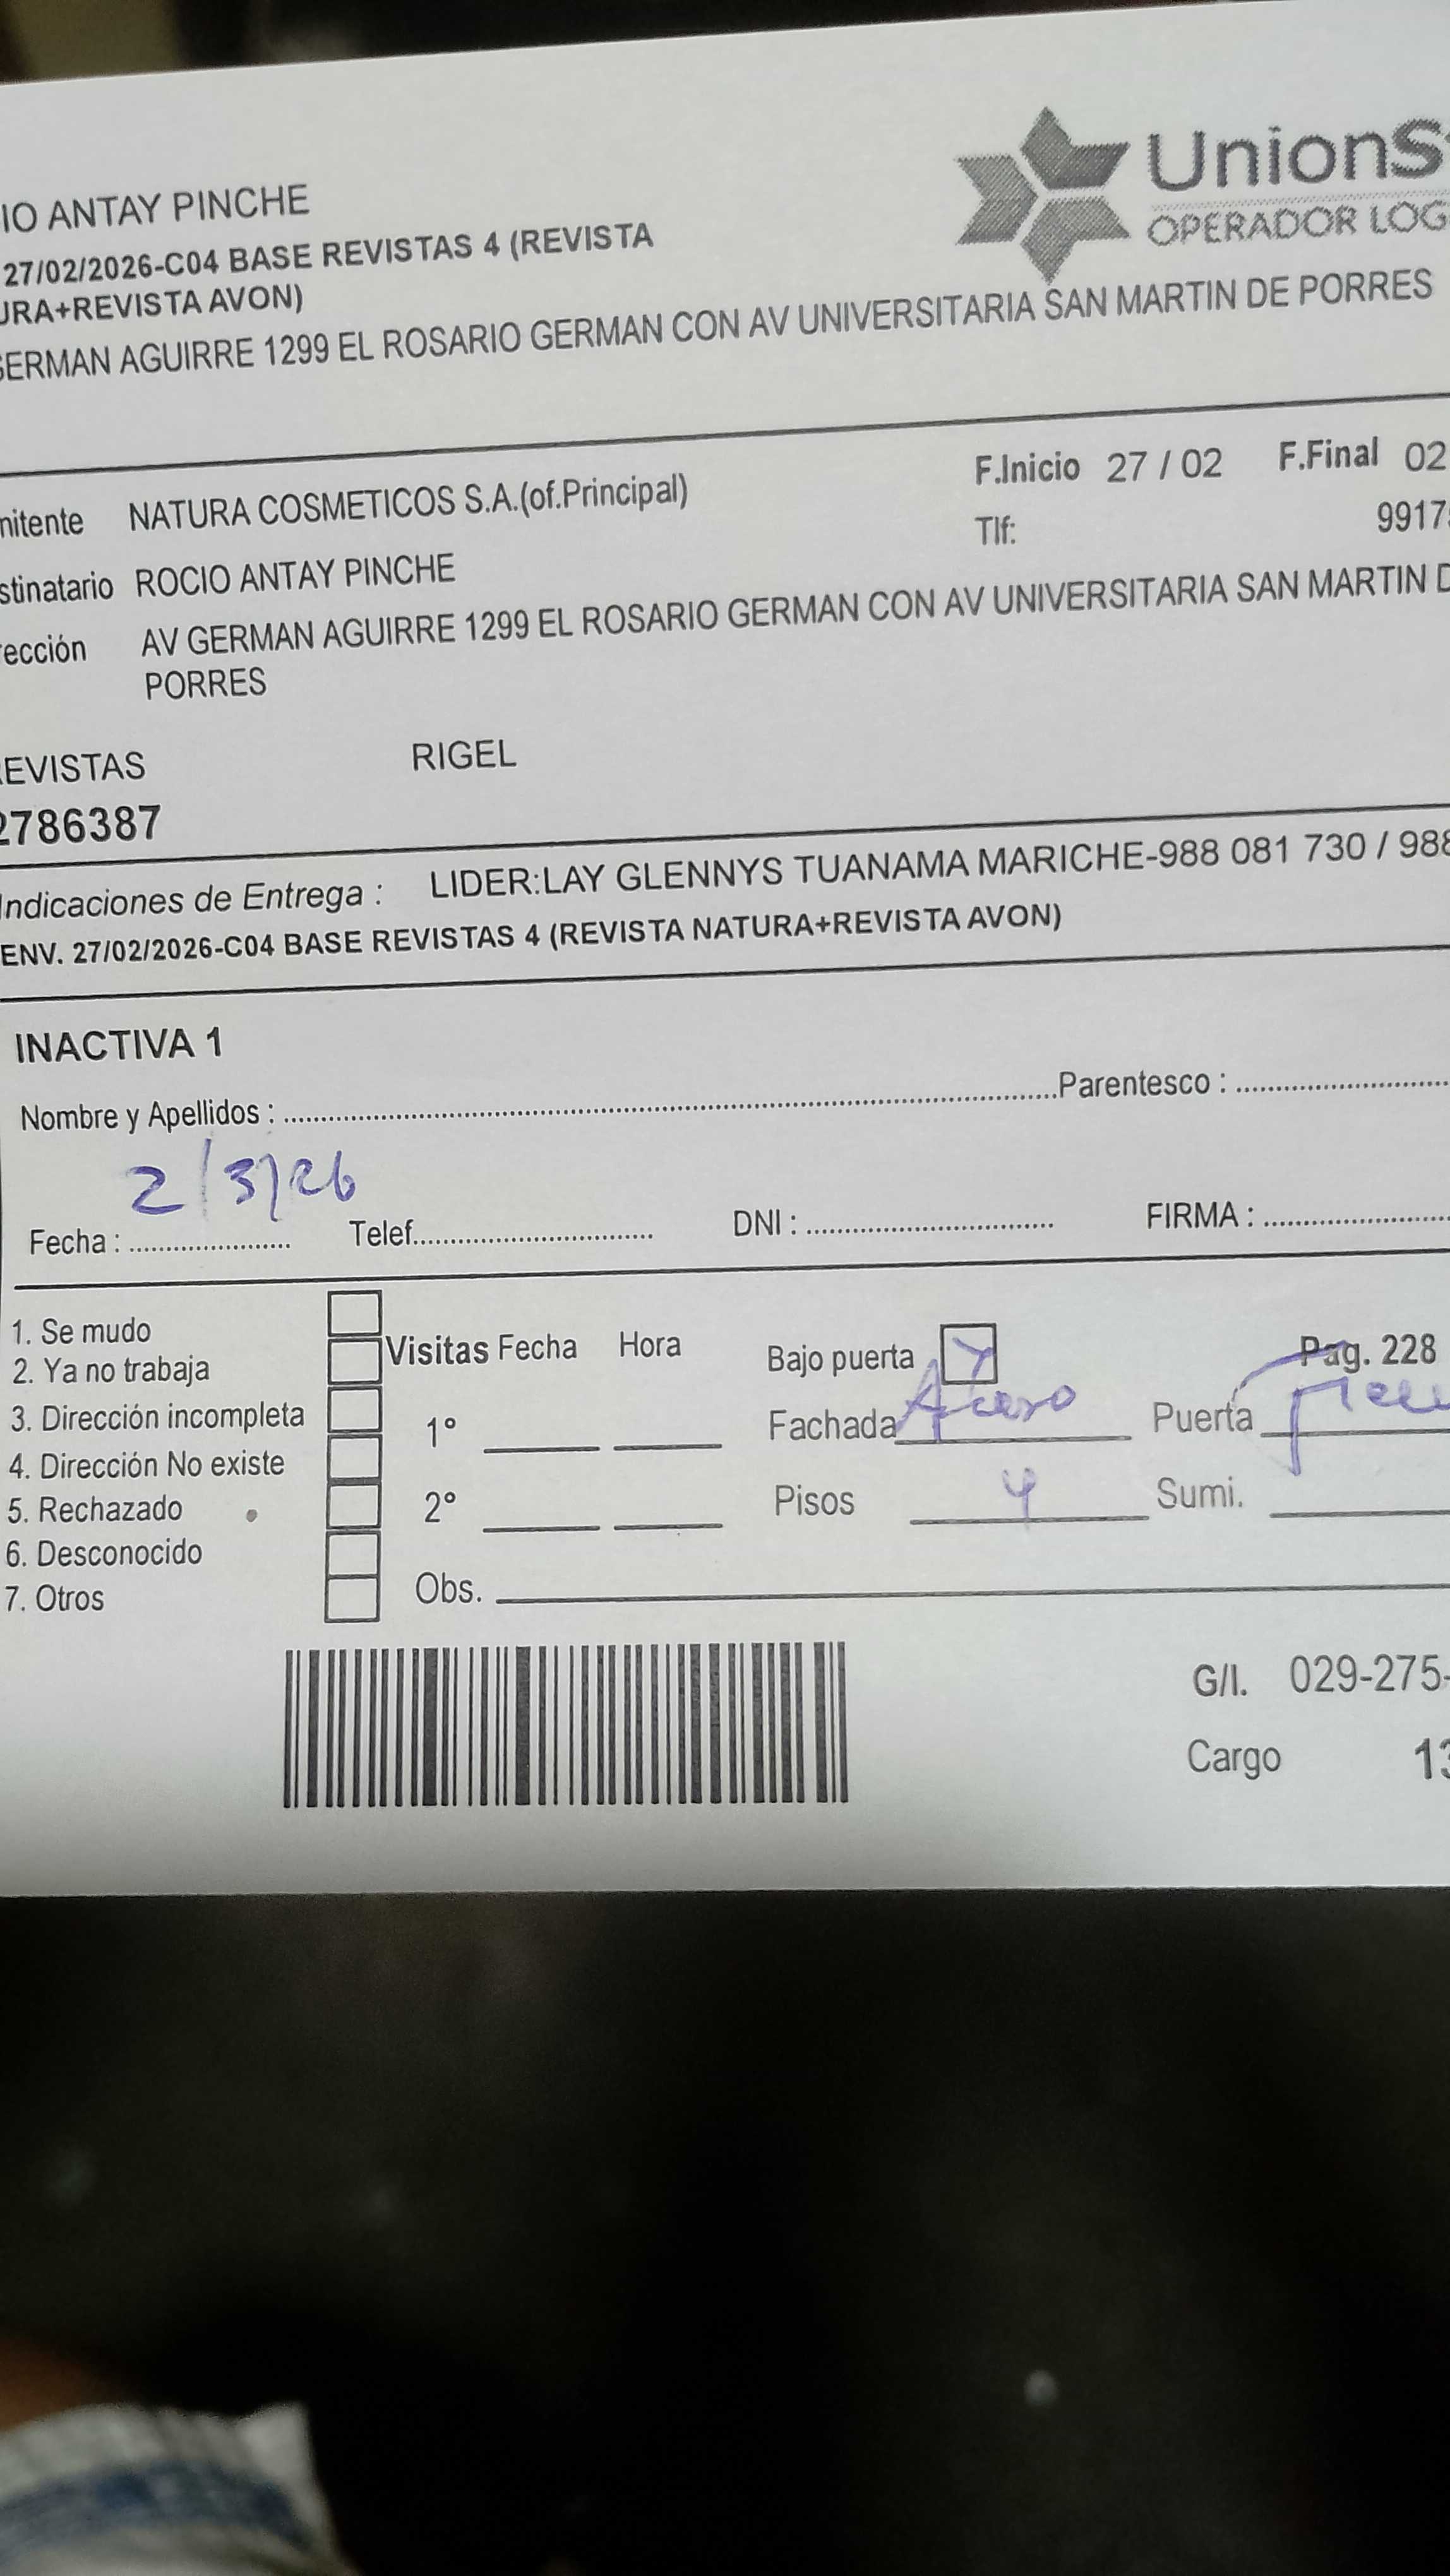 IO ANTAY PINCHE
UnionS
OPERADOR LOG
27/02/2026-C04 BASE REVISTAS 4 (REVISTA
URA+REVISTA AVON)
GERMAN AGUIRRE 1299 EL ROSARIO GERMAN CON AV UNIVERSITARIA SAN MARTIN DE PORRES
F.Inicio 27 / 02 F.Final 02
mitente NATURA COSMETICOS S.A.(of.Principal)
Tlf: 9917
stinatario ROCIO ANTAY PINCHE
rección AV GERMAN AGUIRRE 1299 EL ROSARIO GERMAN CON AV UNIVERSITARIA SAN MARTIN D
PORRES
EVISTAS RIGEL
2786387
Indicaciones de Entrega : LIDER:LAY GLENNYS TUANAMA MARICHE-988 081 730 / 988
ENV. 27/02/2026-C04 BASE REVISTAS 4 (REVISTA NATURA+REVISTA AVON)
INACTIVA 1
Nombre y Apellidos : Parentesco :
2/3/26
Fecha : Telef. DNI : FIRMA :
1. Se mudo
2. Ya no trabaja
3. Dirección incompleta
4. Dirección No existe
5. Rechazado
6. Desconocido
7. Otros
Visitas Fecha Hora
1°
2°
Obs.
Bajo puerta Pag. 228
Fachada Puerta
Pisos 4 Sumi.
G/I. 029-275-
Cargo 13